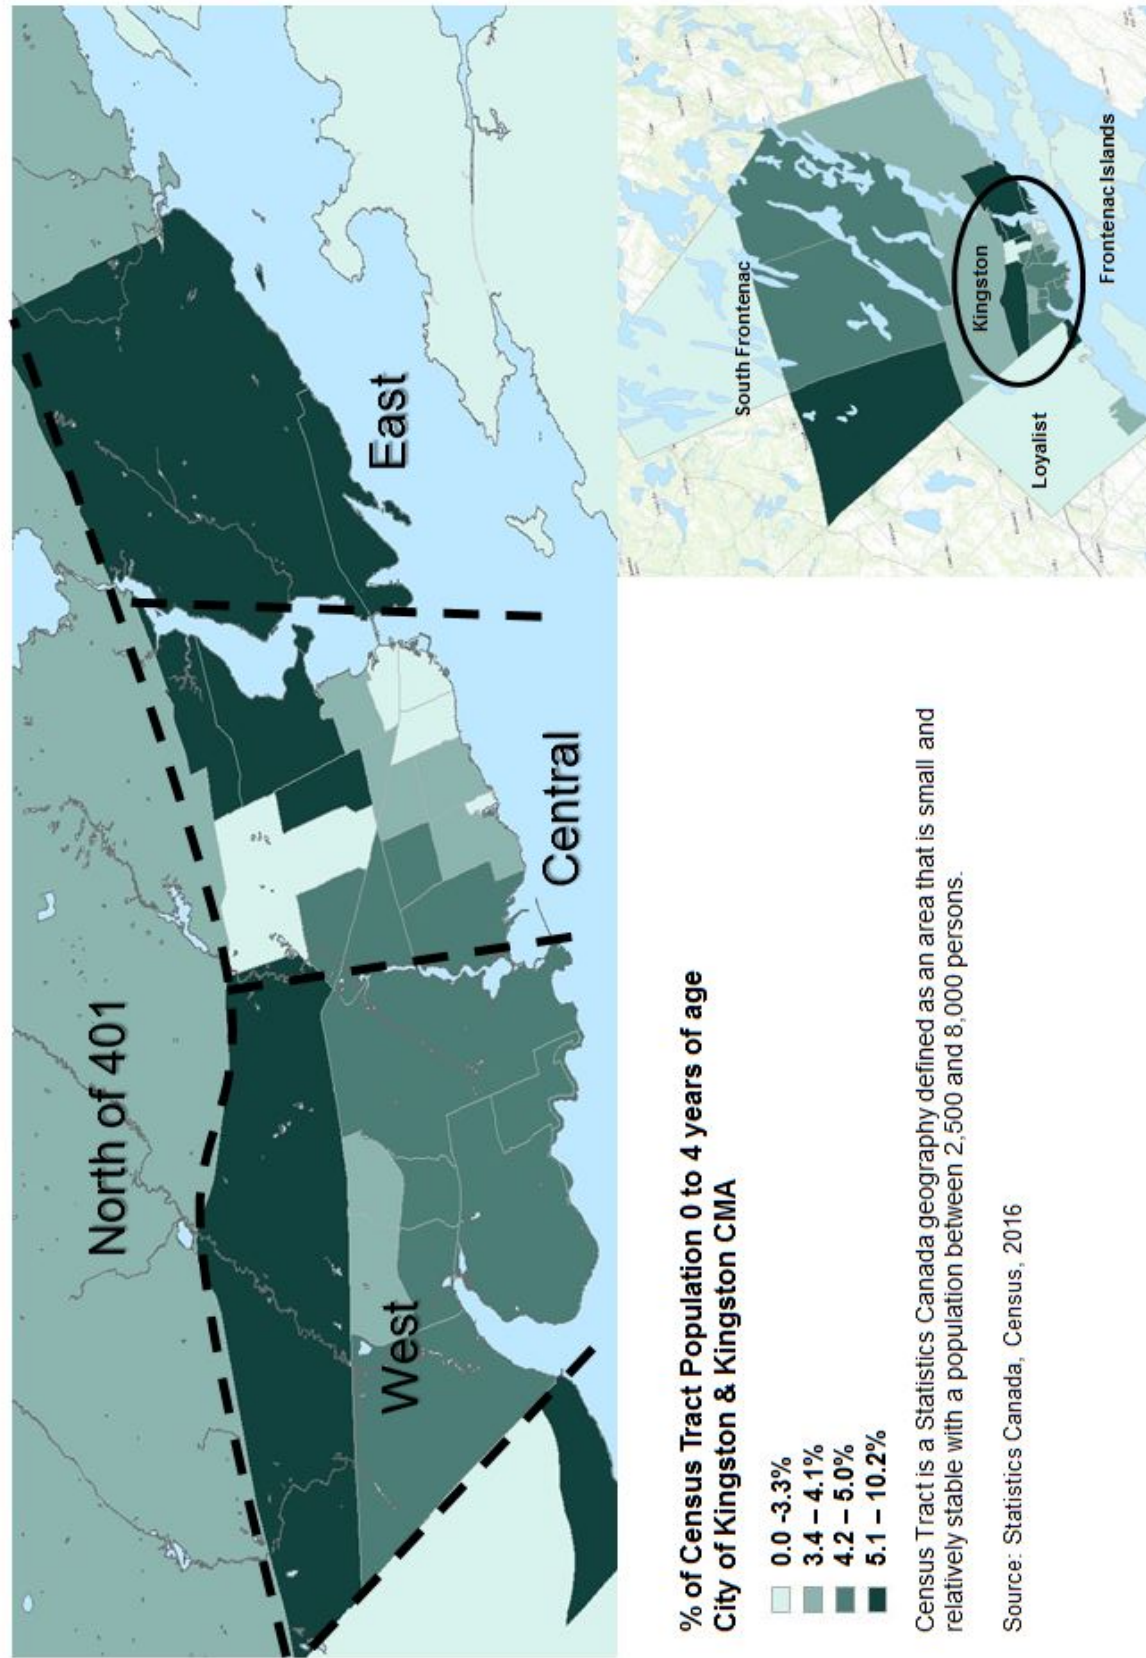 North of 401
West
Central
East
South Frontenac
Kingston
Loyalist
Frontenac Islands
% of Census Tract Population 0 to 4 years of age
City of Kingston & Kingston CMA
0.0 -3.3%
3.4 – 4.1%
4.2 – 5.0%
5.1 – 10.2%
Census Tract is a Statistics Canada geography defined as an area that is small and
relatively stable with a population between 2,500 and 8,000 persons.
Source: Statistics Canada, Census, 2016